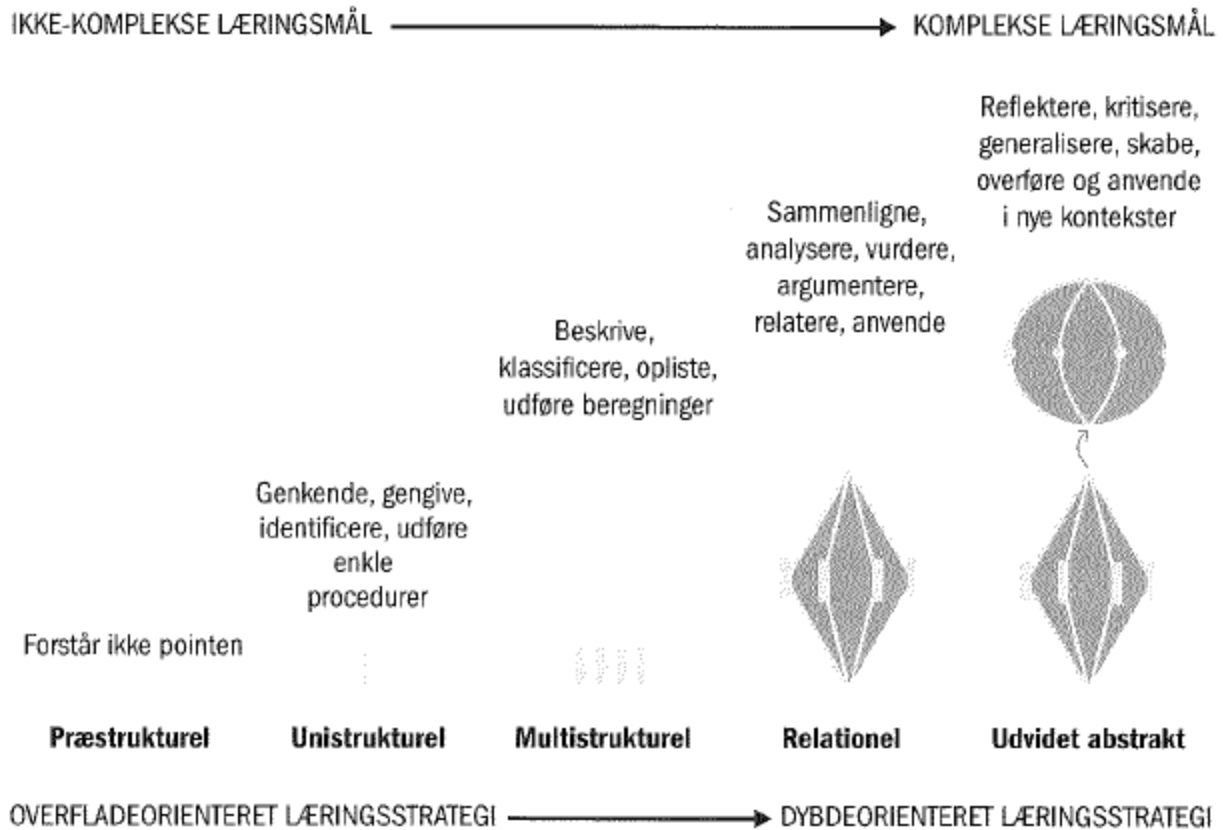 IKKE-KOMPLEKSE LÆRINGSMÅL
KOMPLEKSE LÆRINGSMÅL
Reflektere, kritisere,
generalisere, skabe,
overføre og anvende
i nye kontekster
Sammenligne,
analysere, vurdere,
argumentere,
relatere, anvende
Beskrive,
klassificere, opliste,
udføre beregninger
Genkende, gengive,
identificere, udføre
enkle
procedurer
Forstår ikke pointen
Præstrukturel
Unistrukturel
Multistrukturel
Relationel
Udvidet abstrakt
OVERFLADEORIENTERET LÆRINGSSTRATEGI
DYBDEORIENTERET LÆRINGSSTRATEGI